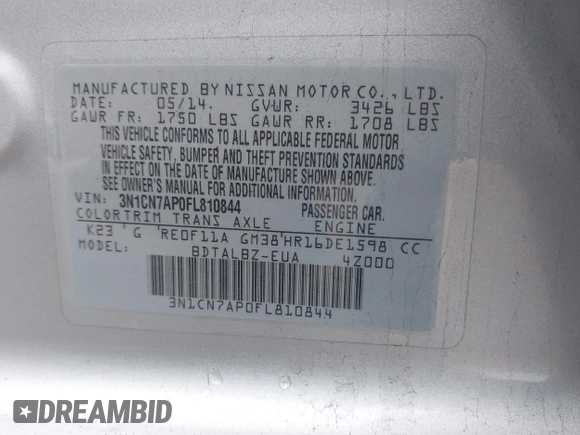 MANUFACTURED BY NISSAN MOTOR CO., LTD.
DATE: 05/14. GVWR: 3426 LBS
GAWR FR: 1750 LBS GAWR RR: 1708 LBS
THIS VEHICLE CONFORMS TO ALL APPLICABLE FEDERAL MOTOR
VEHICLE SAFETY, BUMPER AND THEFT PREVENTION STANDARDS
IN EFFECT ON THE DATE OF MANUFACTURE SHOWN ABOVE.
SEE OWNER'S MANUAL FOR ADDITIONAL INFORMATION.
VIN: 3N1CN7AP0FL810844 PASSENGER CAR.
COLOR TRIM TRANS AXLE ENGINE
K23 G RE0F11A GM38 HR16DE1598 CC
MODEL: BDTALBZ-EUA 4Z000
3N1CN7AP0FL810844
DREAMBID